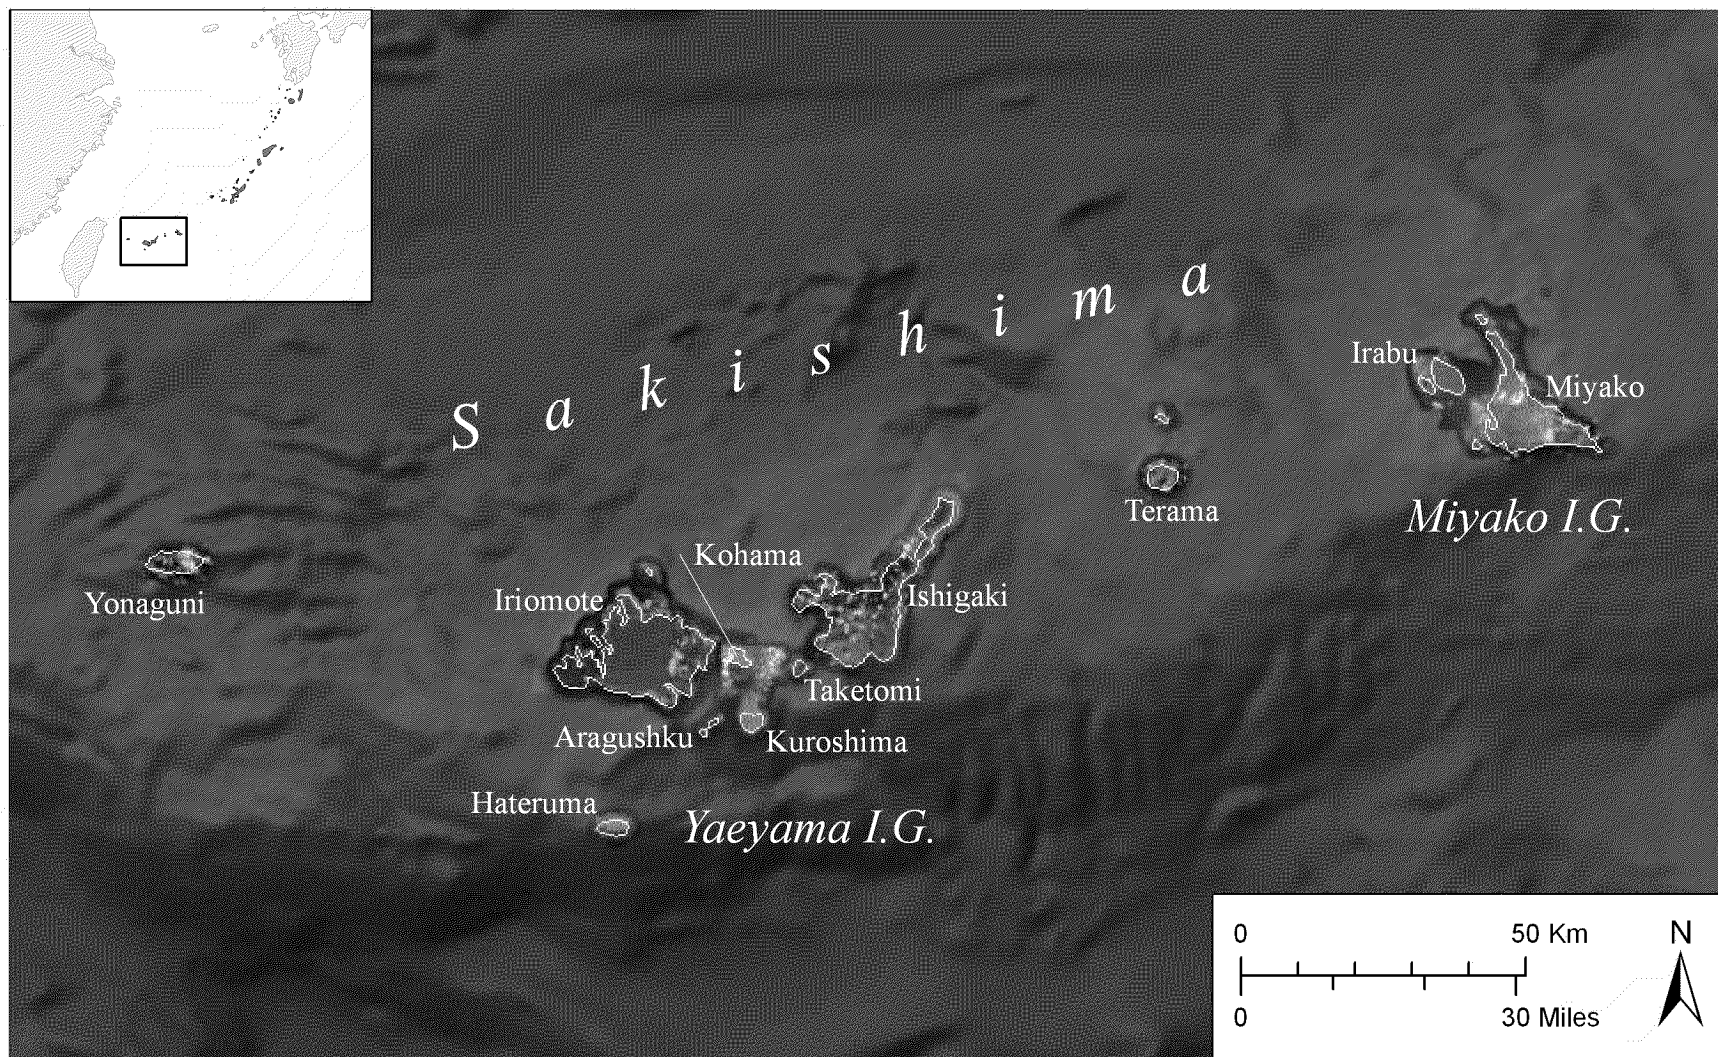 Sakishima
Irabu
Miyako
Terama
Miyako I.G.
Kohama
Yonaguni
Iriomote
Ishigaki
Taketomi
Aragushku
Kuroshima
Hateruma
Yaeyama I.G.
0 50 Km
N
0 30 Miles